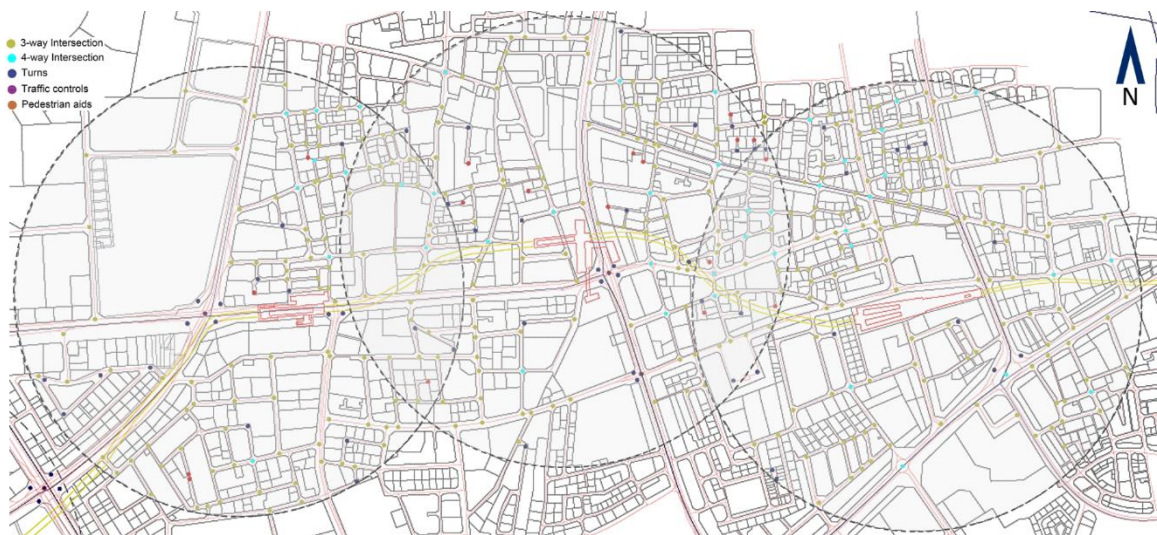 3-way Intersection
4-way Intersection
Turns
Traffic controls
Pedestrian aids
N